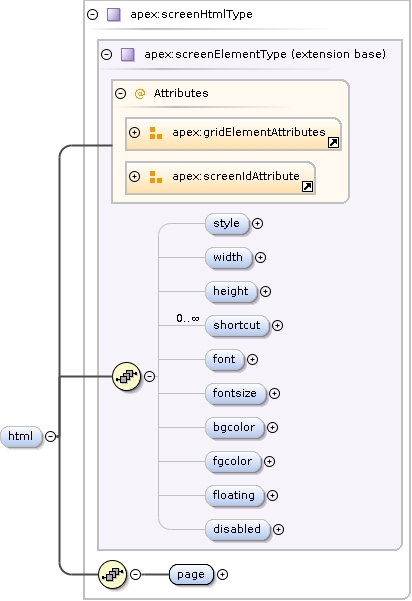 apex:screenHtmlType
apex:screenElementType (extension base)
@ Attributes
apex:gridElementAttributes
apex:screenIdAttribute
style
width
height
0..∞
shortcut
font
fontsize
bgcolor
fgcolor
floating
disabled
html
page